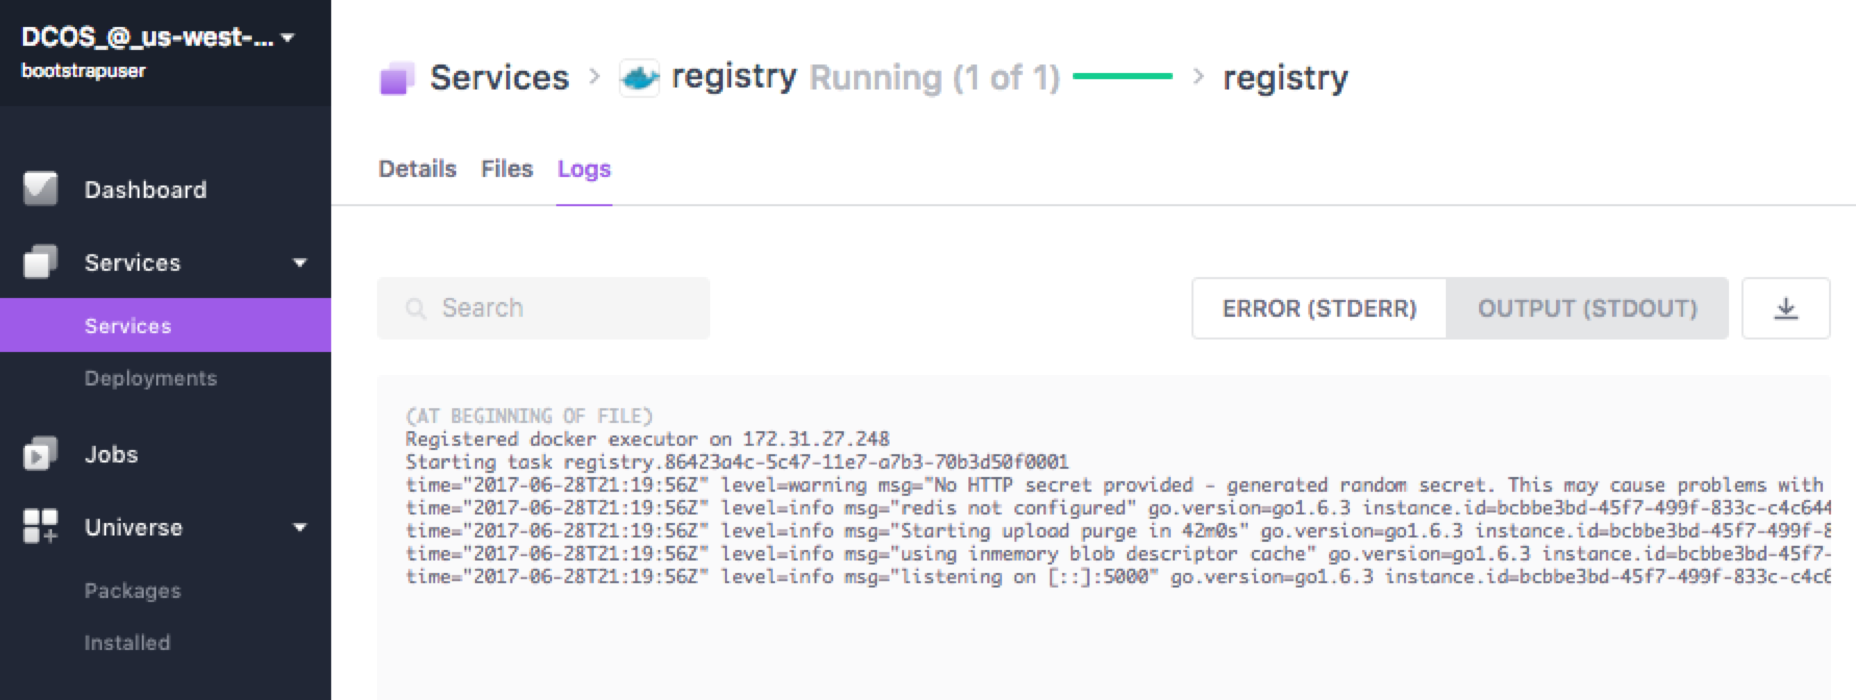 DCOS_@_us-west-...
bootstrapuser
Dashboard
Services
Services
Deployments
Jobs
Universe
Packages
Installed
Services > registry Running (1 of 1) > registry
Details Files Logs
Search
ERROR (STDERR) OUTPUT (STDOUT)
(AT BEGINNING OF FILE)
Registered docker executor on 172.31.27.248
Starting task registry.86423a4c-5c47-11e7-a7b3-70b3d50f0001
time="2017-06-28T21:19:56Z" level=warning msg="No HTTP secret provided - generated random secret. This may cause problems with
time="2017-06-28T21:19:56Z" level=info msg="redis not configured" go.version=go1.6.3 instance.id=bcbbe3bd-45f7-499f-833c-c4c644
time="2017-06-28T21:19:56Z" level=info msg="Starting upload purge in 42m0s" go.version=go1.6.3 instance.id=bcbbe3bd-45f7-499f-8
time="2017-06-28T21:19:56Z" level=info msg="using inmemory blob descriptor cache" go.version=go1.6.3 instance.id=bcbbe3bd-45f7-
time="2017-06-28T21:19:56Z" level=info msg="listening on [::]:5000" go.version=go1.6.3 instance.id=bcbbe3bd-45f7-499f-833c-c4c6